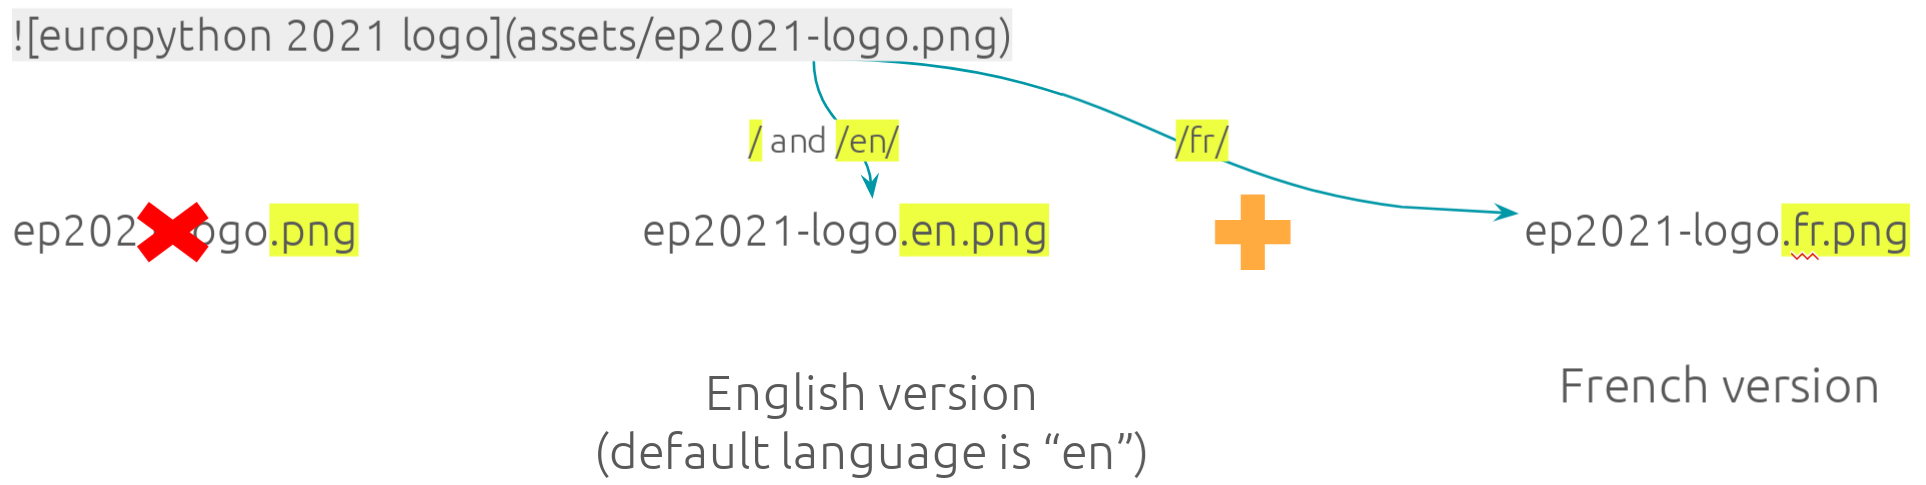 ![europython 2021 logo](assets/ep2021-logo.png)
/ and /en/
/fr/
ep202 ogo.png
ep2021-logo.en.png
ep2021-logo.fr.png
English version
(default language is “en”)
French version